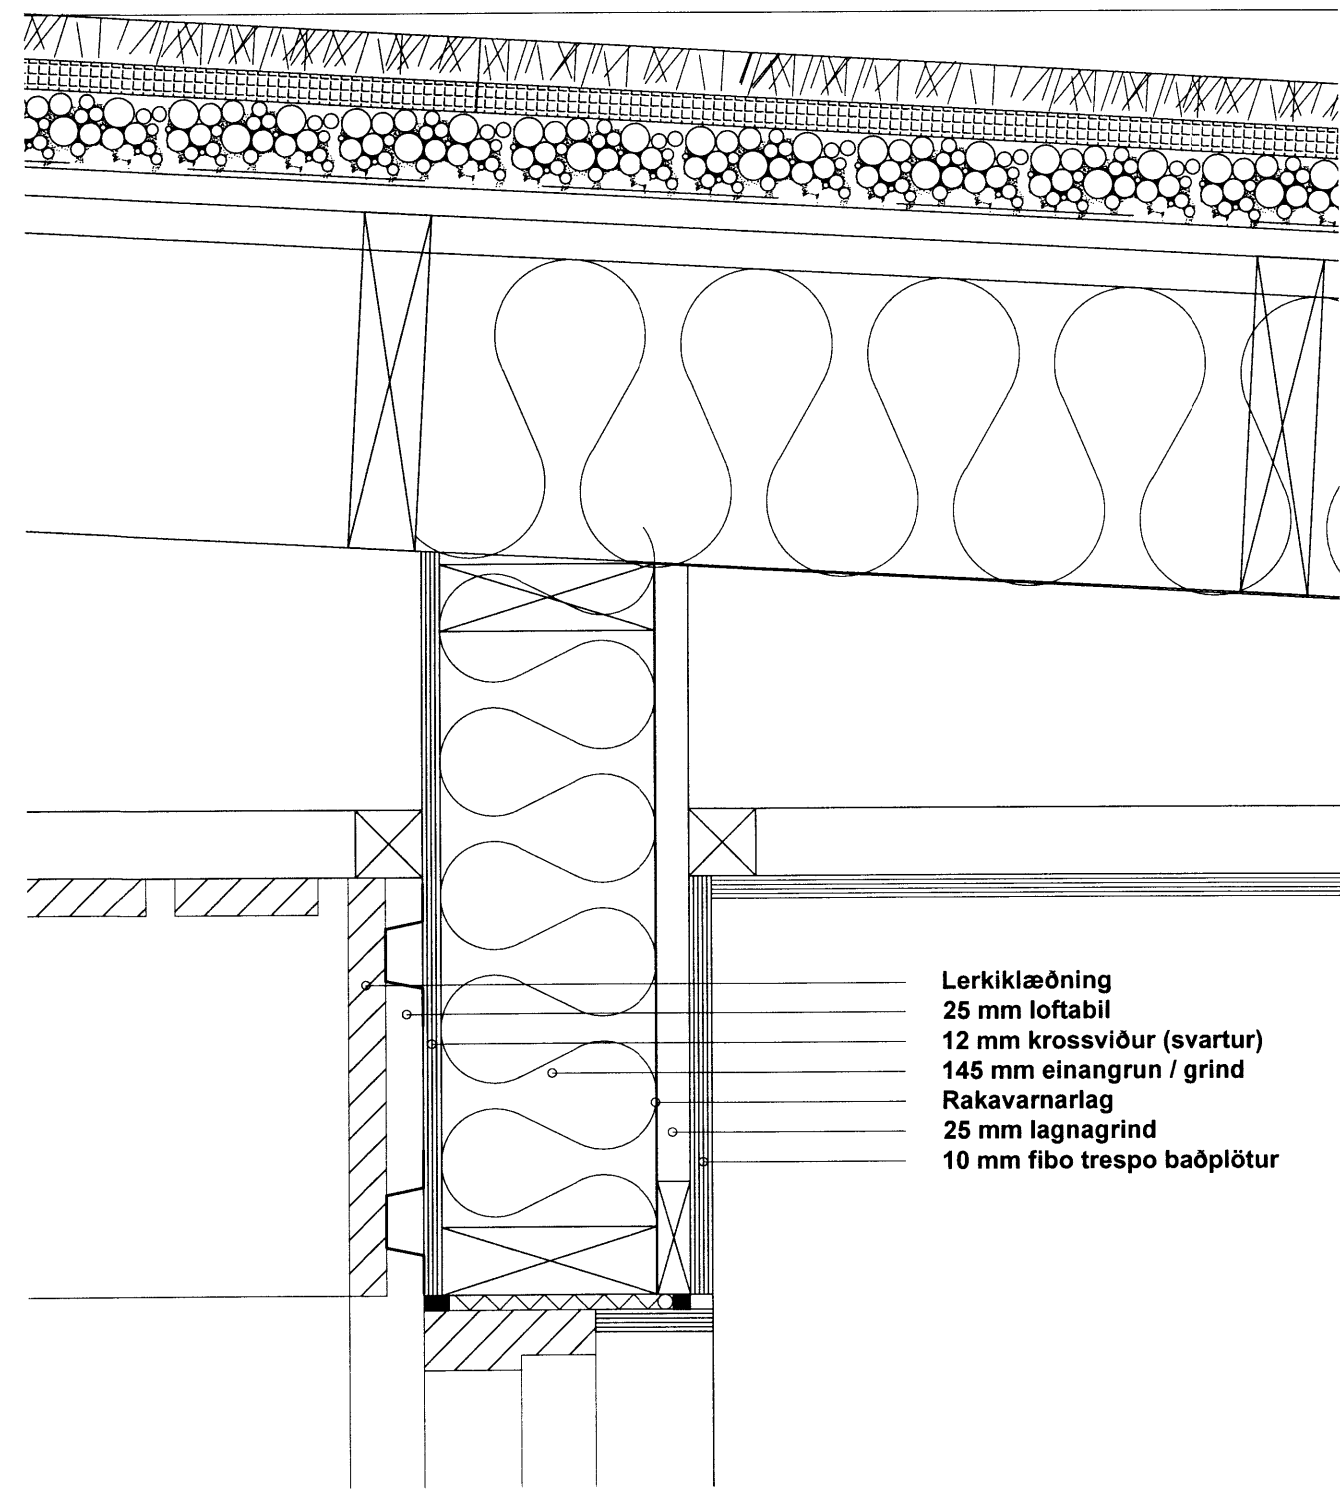 Lerkiklæðning
25 mm loftabil
12 mm krossviður (svartur)
145 mm einangrun / grind
Rakavarnarlag
25 mm lagnagrind
10 mm fibo trespo baðplötur